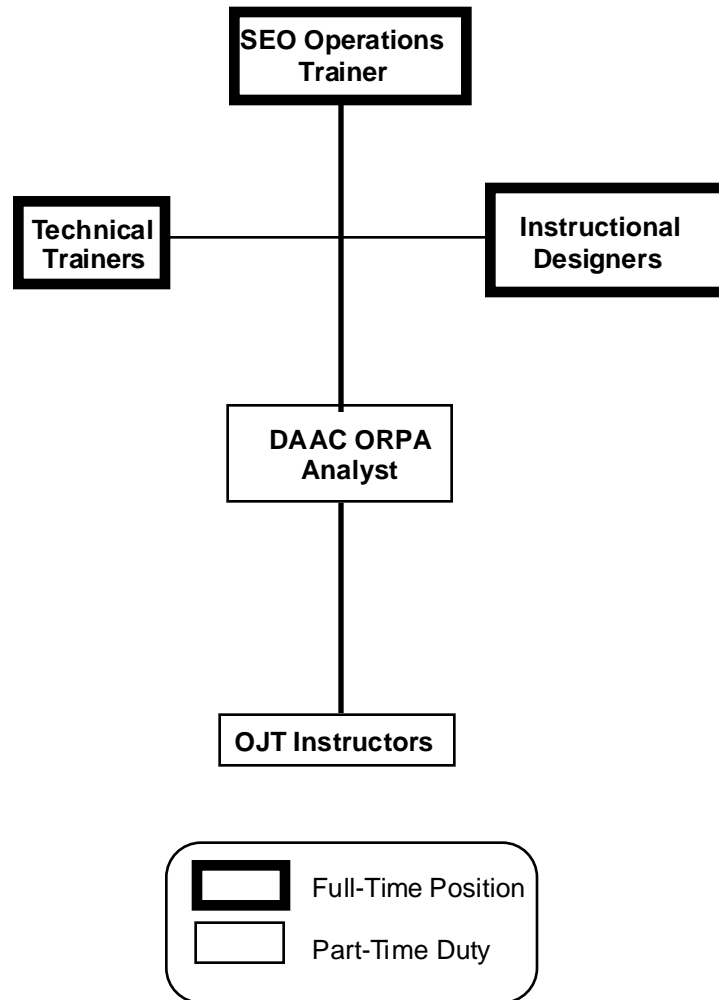 SEO Operations
Trainer
Technical
Trainers
Instructional
Designers
DAAC ORPA
Analyst
OJT Instructors
Full-Time Position
Part-Time Duty